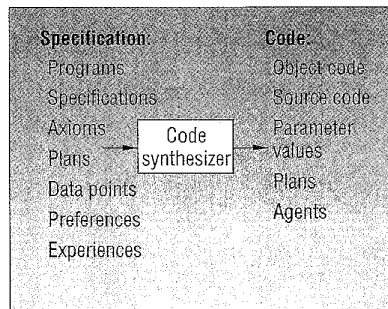 Specification:
Programs
Specifications
Axioms
Plans
Data points
Preferences
Experiences
Code
synthesizer
Code:
Object code
Source code
Parameter
values
Plans
Agents